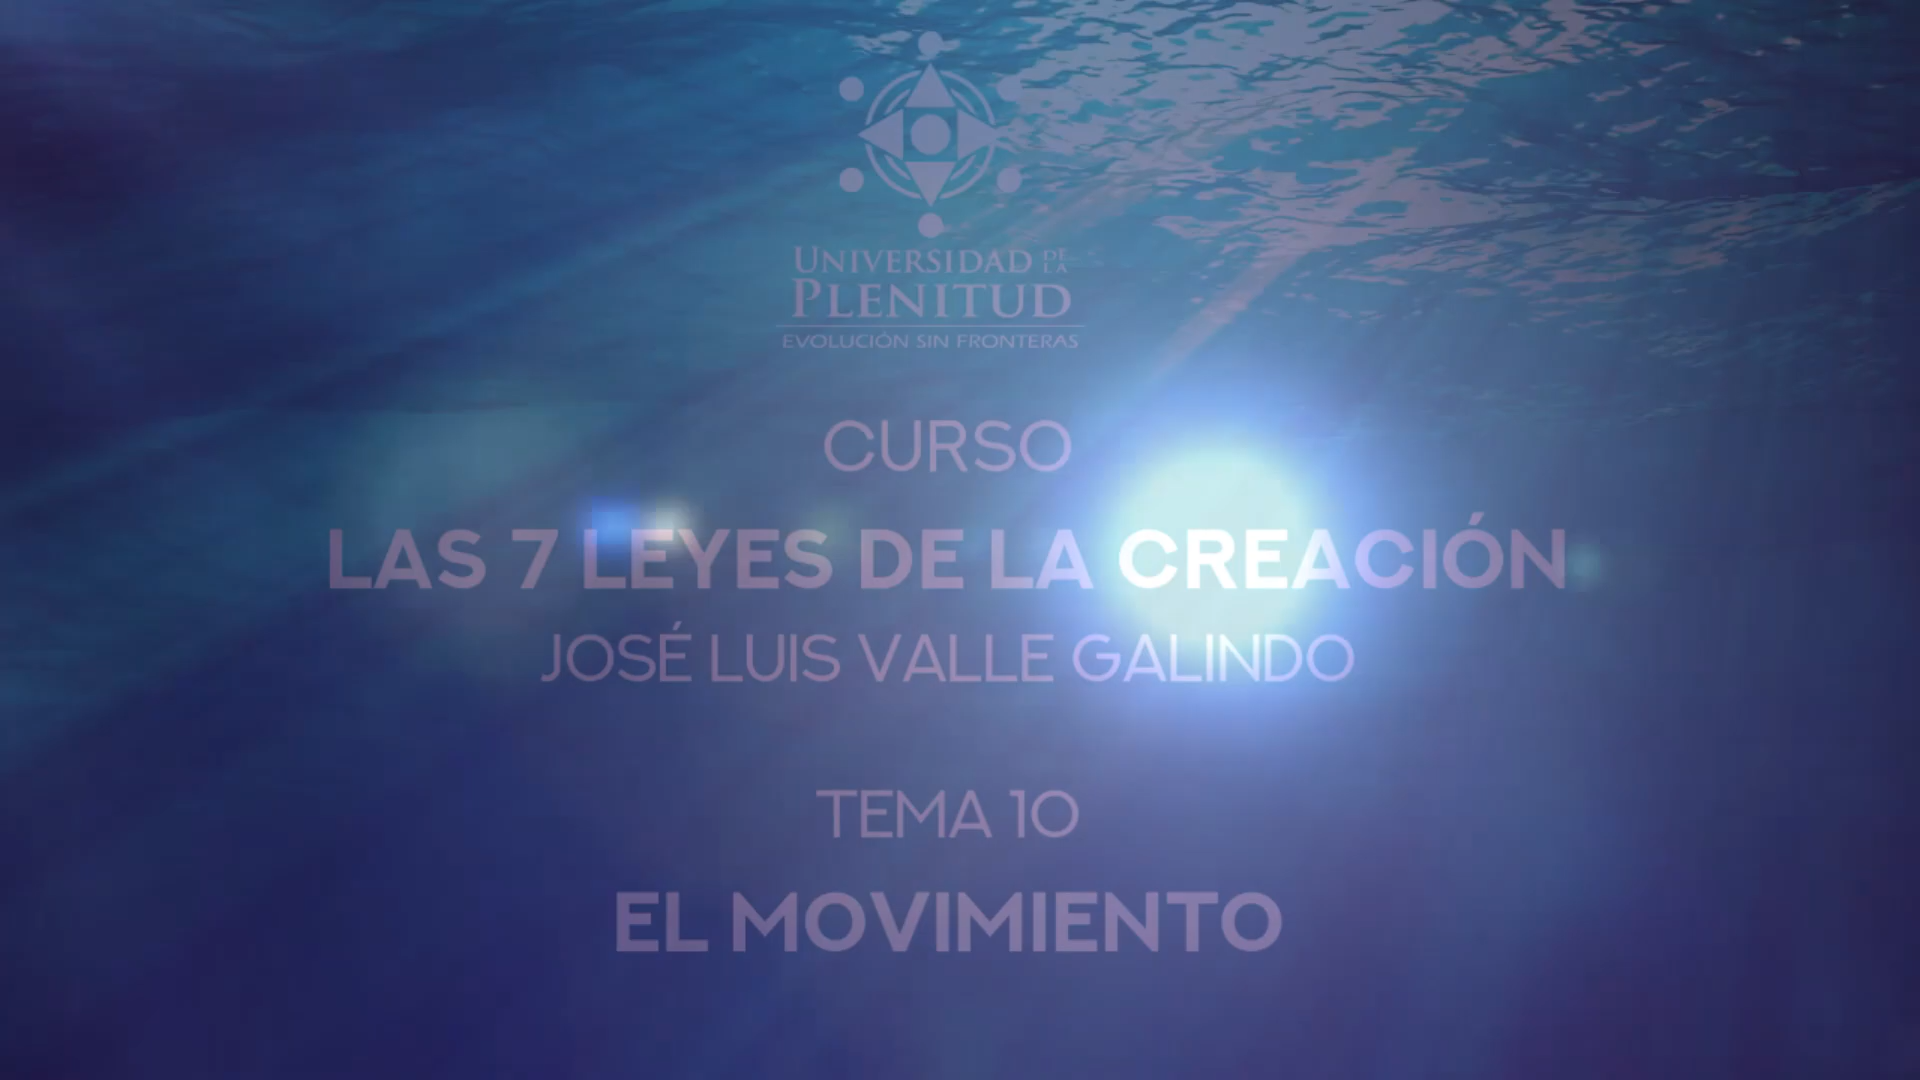 UNIVERSIDAD DE LA
PLENITUD
EVOLUCIÓN SIN FRONTERAS
CURSO
LAS 7 LEYES DE LA CREACIÓN
JOSÉ LUIS VALLE GALINDO
TEMA 10
EL MOVIMIENTO